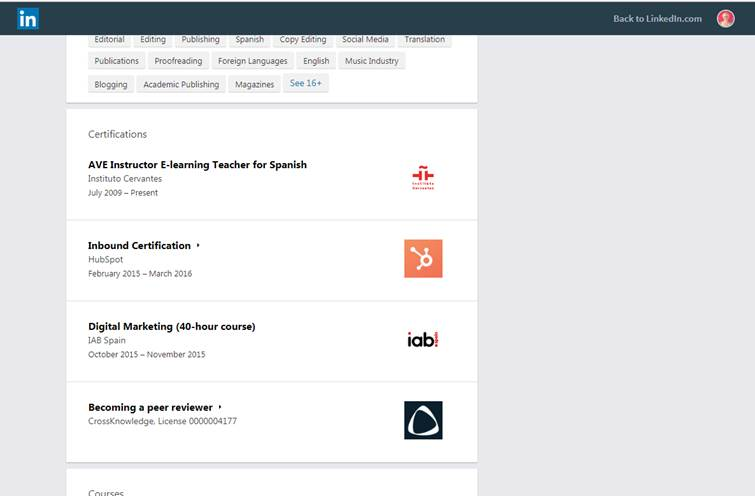 in
Back to LinkedIn.com
Editorial Editing Publishing Spanish Copy Editing Social Media Translation
Publications Proofreading Foreign Languages English Music Industry
Blogging Academic Publishing Magazines See 16+
Certifications
AVE Instructor E-learning Teacher for Spanish
Instituto Cervantes
July 2009 – Present
Instituto
Cervantes
Inbound Certification
HubSpot
February 2015 – March 2016
Digital Marketing (40-hour course)
IAB Spain
October 2015 – November 2015
iab. spain
Becoming a peer reviewer
CrossKnowledge, License 0000004177
Courses